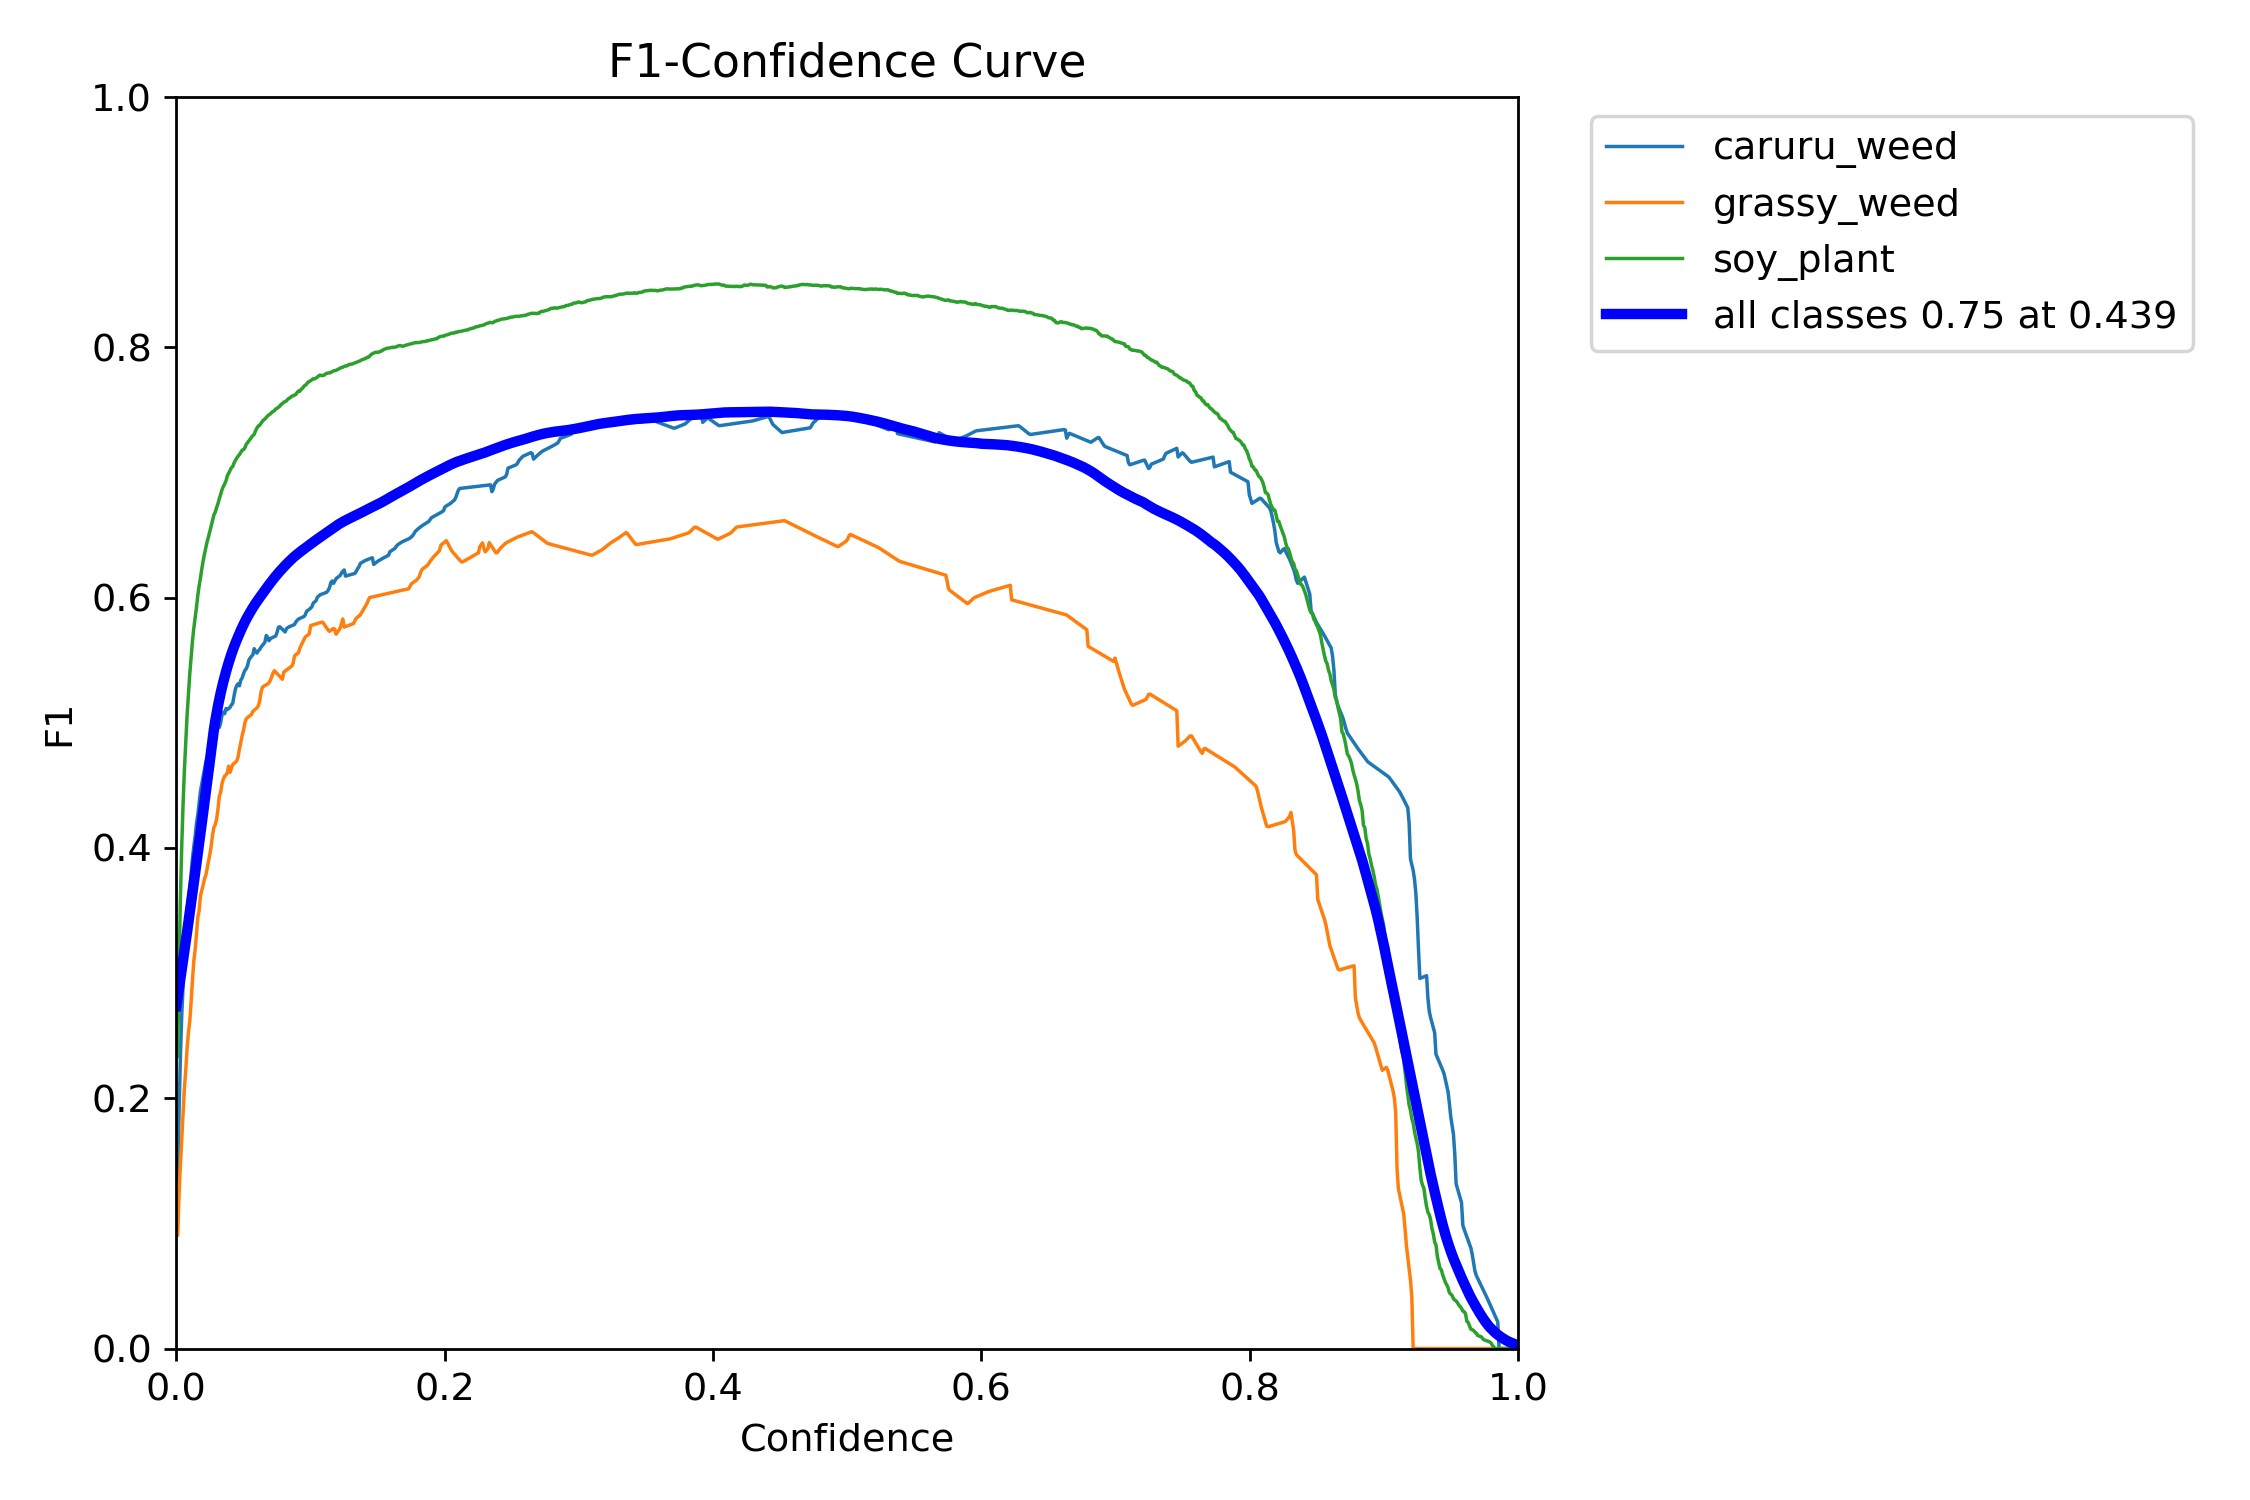 F1-Confidence Curve
1.0
0.8
0.6
0.4
0.2
0.0
F1
0.0 0.2 0.4 0.6 0.8 1.0
Confidence
caruru_weed
grassy_weed
soy_plant
all classes 0.75 at 0.439